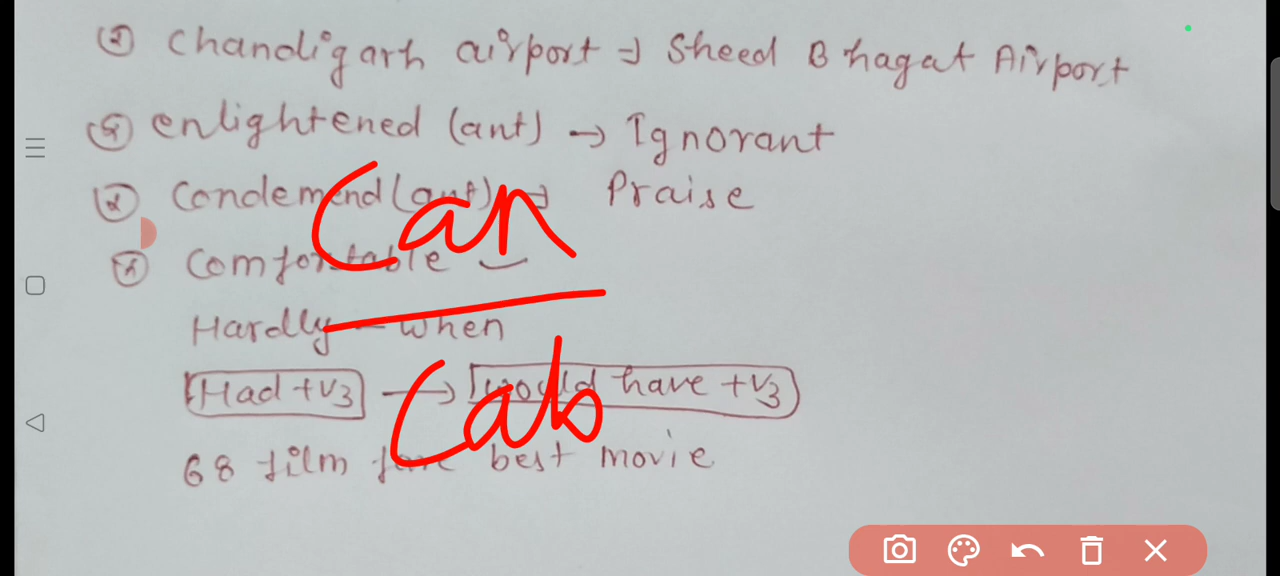 Chandigarh airport → Sheed Bhagat Airport
enlightened (ant) → Ignorant
Condemend (ant) → Praise
Comfortable
Can
Hardly — when
Had + V3 → would have + V3
Cab
68 film fare best movie